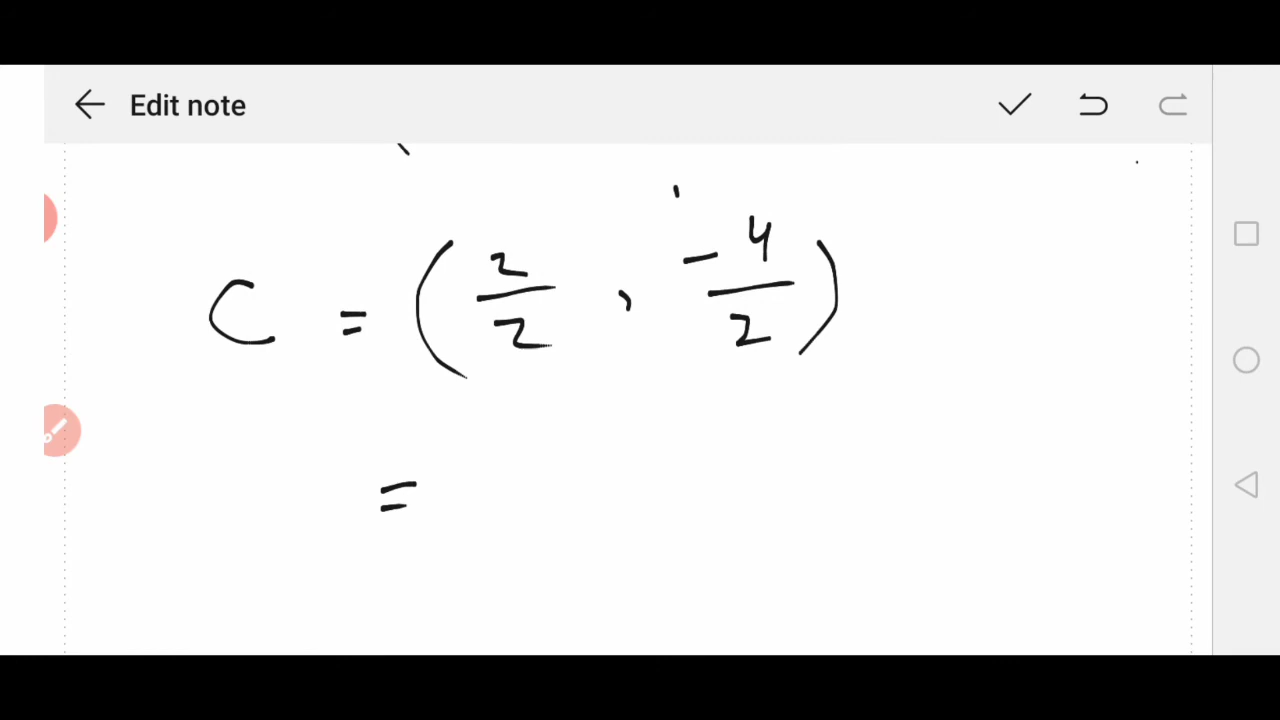 Edit note
C = ( 2/2 , -4/2 )
=